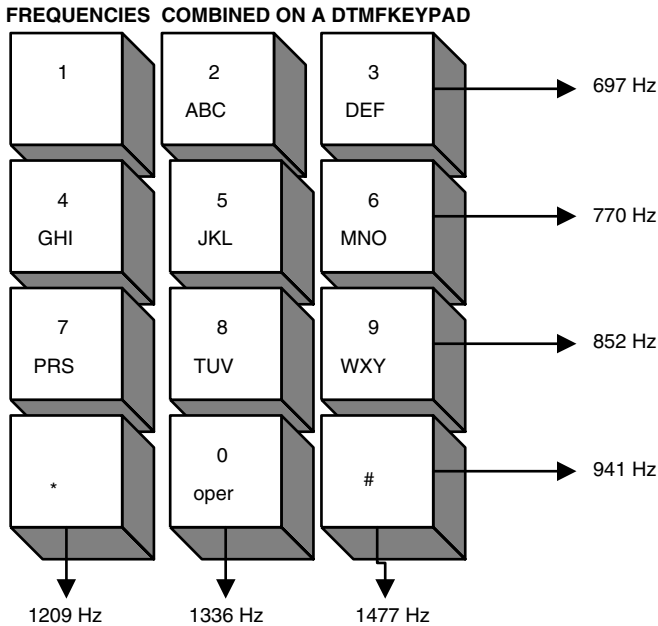 FREQUENCIES COMBINED ON A DTMFKEYPAD
1
2
ABC
3
DEF
697 Hz
4
GHI
5
JKL
6
MNO
770 Hz
7
PRS
8
TUV
9
WXY
852 Hz
*
0
oper
#
941 Hz
1209 Hz
1336 Hz
1477 Hz